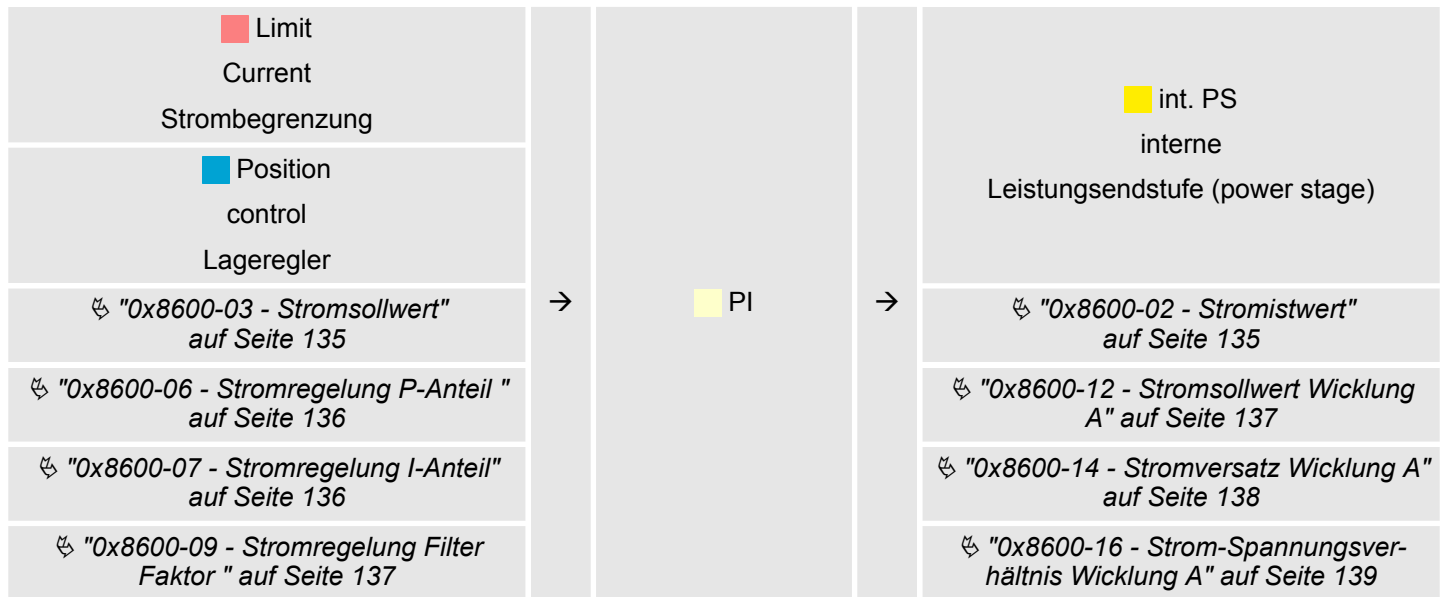 Limit
Current
Strombegrenzung
Position
control
Lageregler
"0x8600-03 - Stromsollwert"
auf Seite 135
"0x8600-06 - Stromregelung P-Anteil "
auf Seite 136
"0x8600-07 - Stromregelung I-Anteil"
auf Seite 136
"0x8600-09 - Stromregelung Filter
Faktor " auf Seite 137
→
PI
→
int. PS
interne
Leistungsendstufe (power stage)
"0x8600-02 - Stromistwert"
auf Seite 135
"0x8600-12 - Stromsollwert Wicklung
A" auf Seite 137
"0x8600-14 - Stromversatz Wicklung A"
auf Seite 138
"0x8600-16 - Strom-Spannungsver-
hältnis Wicklung A" auf Seite 139